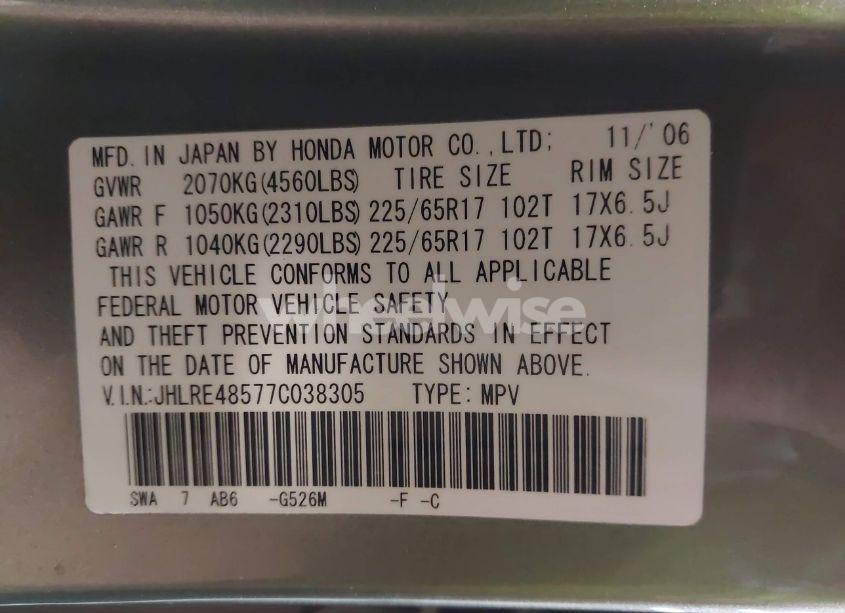 MFD. IN JAPAN BY HONDA MOTOR CO., LTD; 11/'06
GVWR 2070KG(4560LBS) TIRE SIZE RIM SIZE
GAWR F 1050KG(2310LBS) 225/65R17 102T 17X6.5J
GAWR R 1040KG(2290LBS) 225/65R17 102T 17X6.5J
THIS VEHICLE CONFORMS TO ALL APPLICABLE
FEDERAL MOTOR VEHICLE SAFETY
wheelwise
AND THEFT PREVENTION STANDARDS IN EFFECT
ON THE DATE OF MANUFACTURE SHOWN ABOVE.
V.I.N.:JHLRE48577C038305 TYPE: MPV
SWA 7 AB6 -G526M -F -C